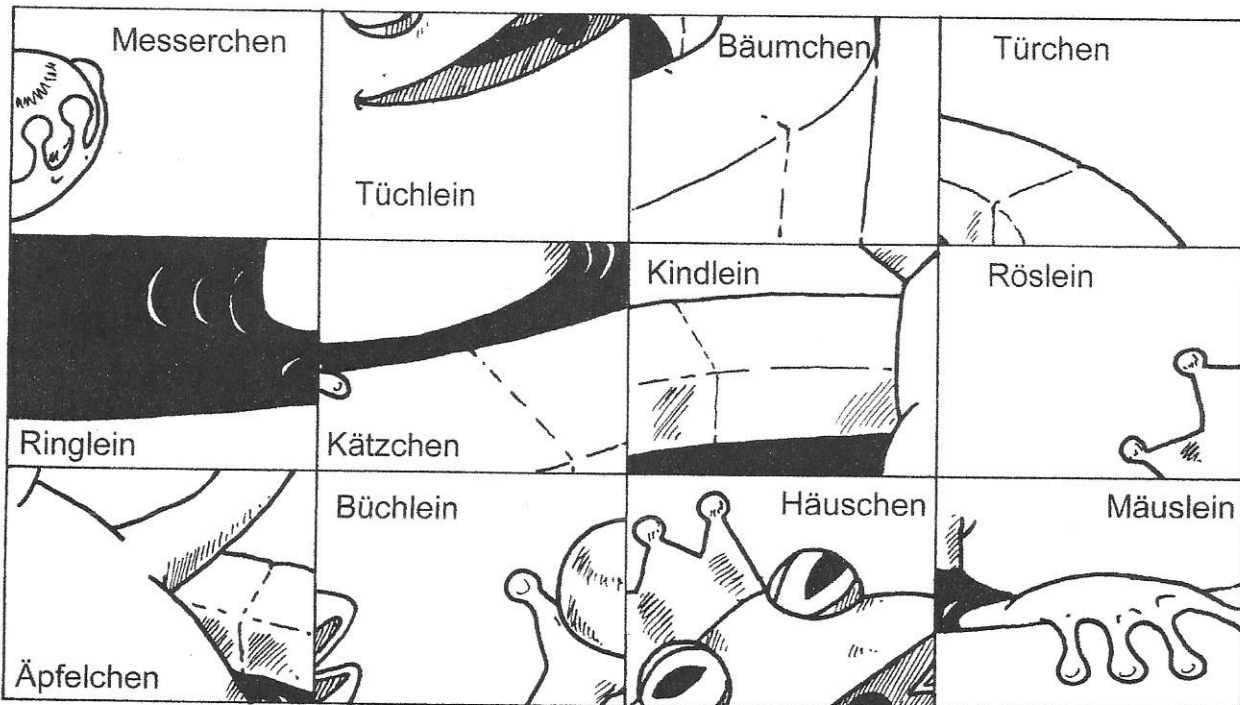 Messerchen
Tüchlein
Bäumchen
Türchen
Ringlein
Kätzchen
Kindlein
Röslein
Äpfelchen
Büchlein
Häuschen
Mäuslein